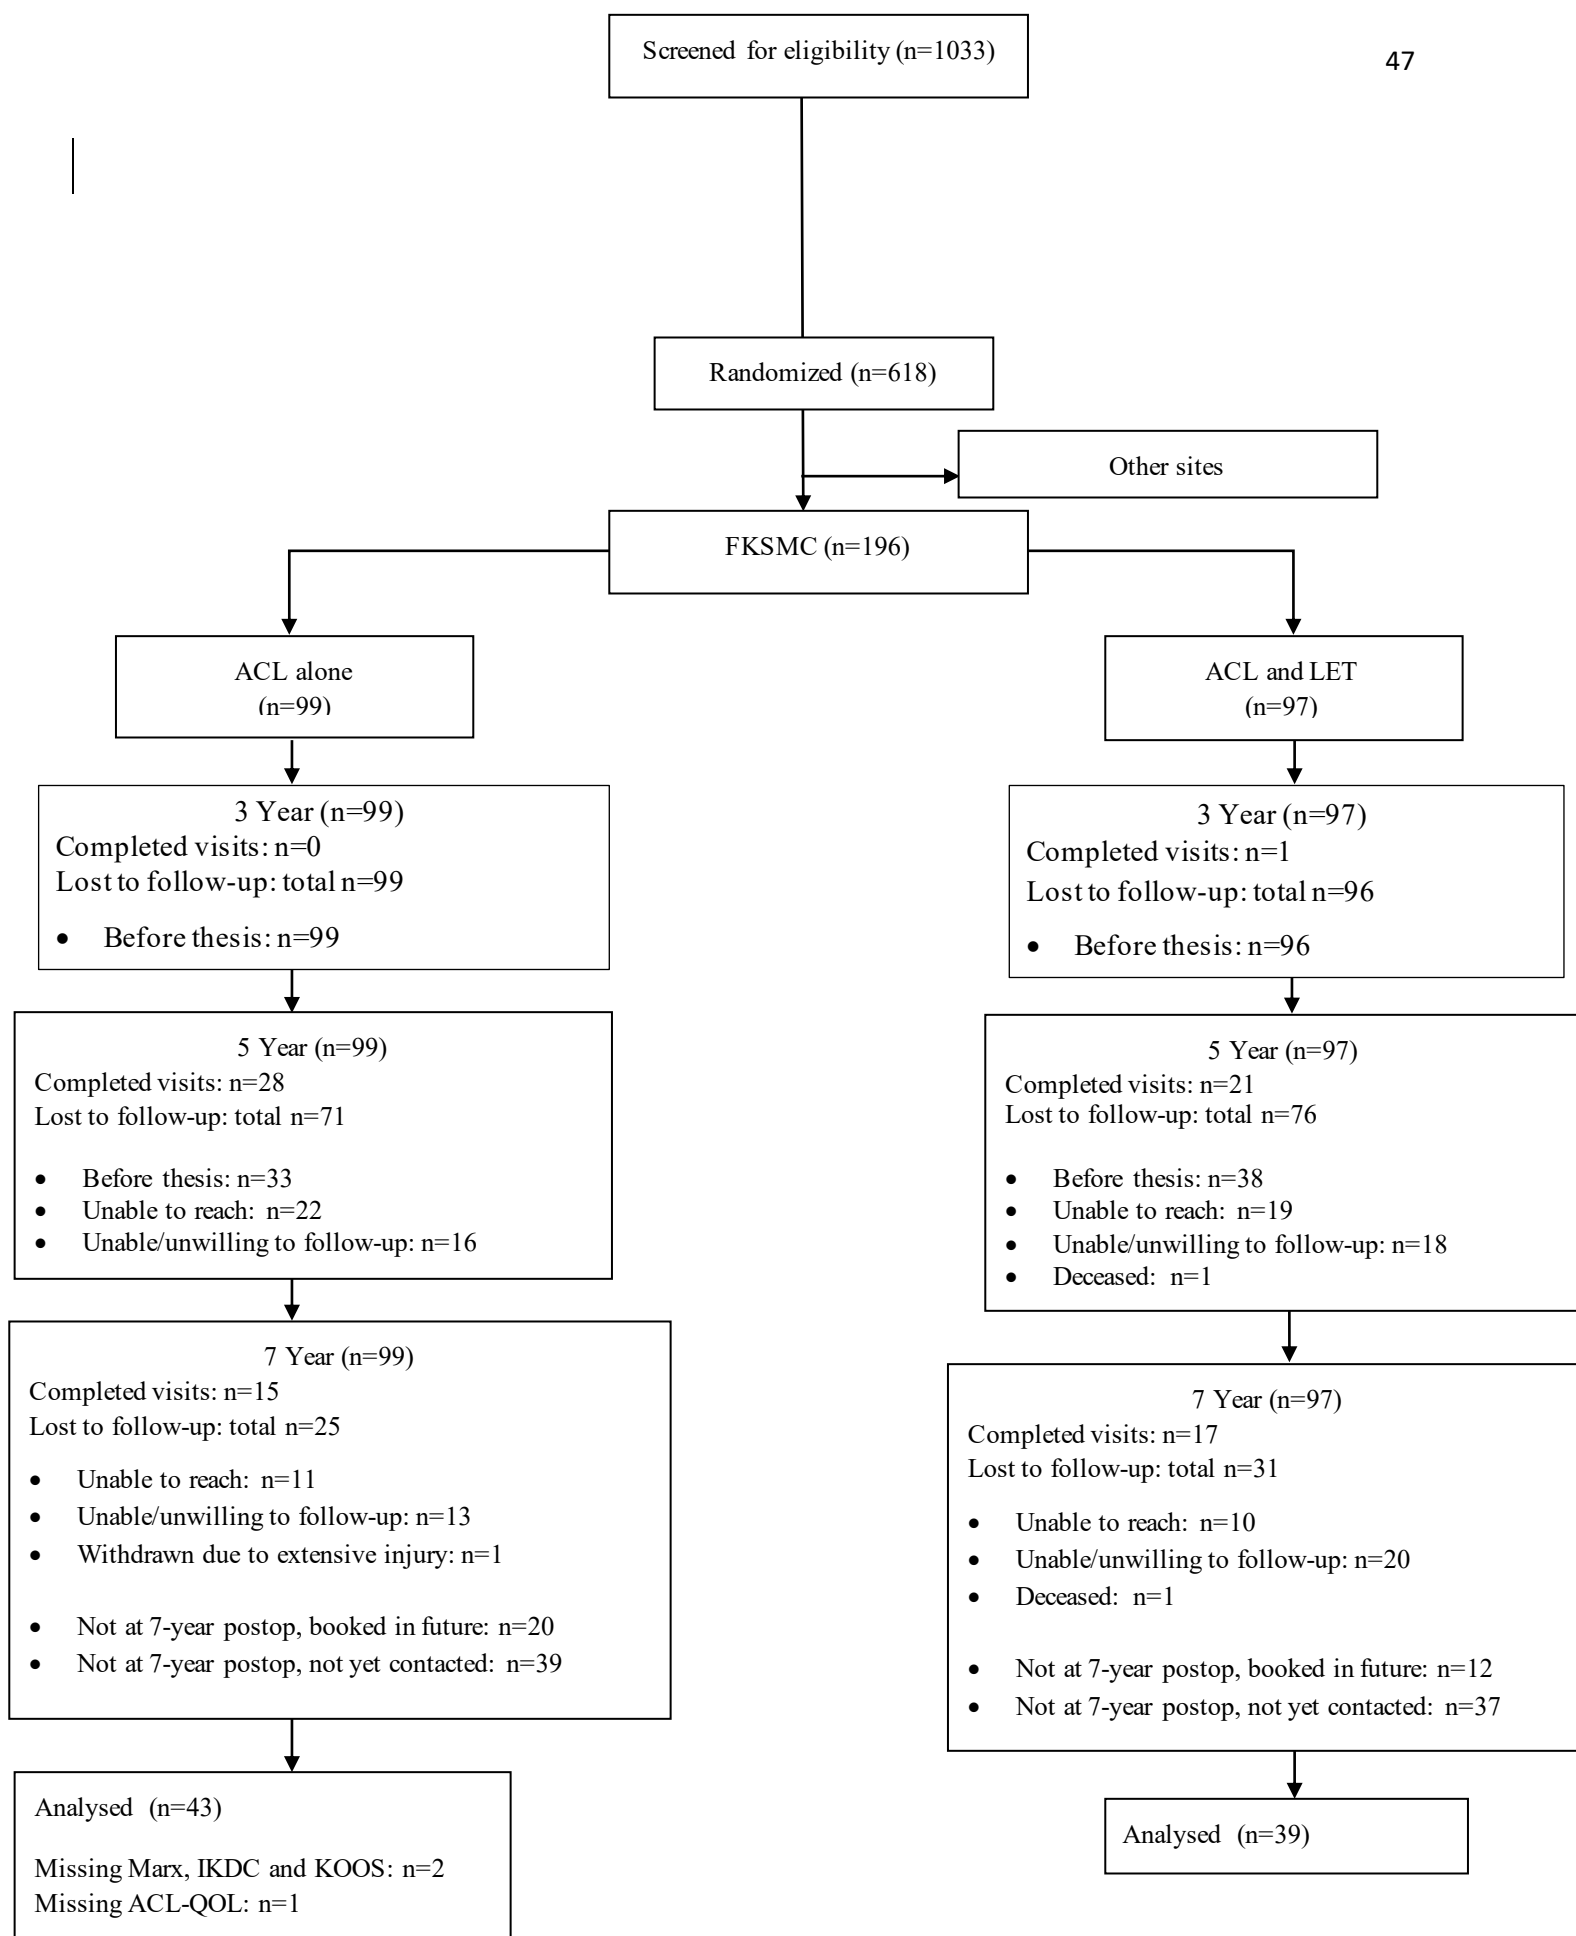 Screened for eligibility (n=1033)
47
Randomized (n=618)
Other sites
FKSMC (n=196)
ACL alone
(n=99)
3 Year (n=99)
Completed visits: n=0
Lost to follow-up: total n=99
• Before thesis: n=99
5 Year (n=99)
Completed visits: n=28
Lost to follow-up: total n=71
• Before thesis: n=33
• Unable to reach: n=22
• Unable/unwilling to follow-up: n=16
7 Year (n=99)
Completed visits: n=15
Lost to follow-up: total n=25
• Unable to reach: n=11
• Unable/unwilling to follow-up: n=13
• Withdrawn due to extensive injury: n=1
• Not at 7-year postop, booked in future: n=20
• Not at 7-year postop, not yet contacted: n=39
Analysed (n=43)
Missing Marx, IKDC and KOOS: n=2
Missing ACL-QOL: n=1
ACL and LET
(n=97)
3 Year (n=97)
Completed visits: n=1
Lost to follow-up: total n=96
• Before thesis: n=96
5 Year (n=97)
Completed visits: n=21
Lost to follow-up: total n=76
• Before thesis: n=38
• Unable to reach: n=19
• Unable/unwilling to follow-up: n=18
• Deceased: n=1
7 Year (n=97)
Completed visits: n=17
Lost to follow-up: total n=31
• Unable to reach: n=10
• Unable/unwilling to follow-up: n=20
• Deceased: n=1
• Not at 7-year postop, booked in future: n=12
• Not at 7-year postop, not yet contacted: n=37
Analysed (n=39)